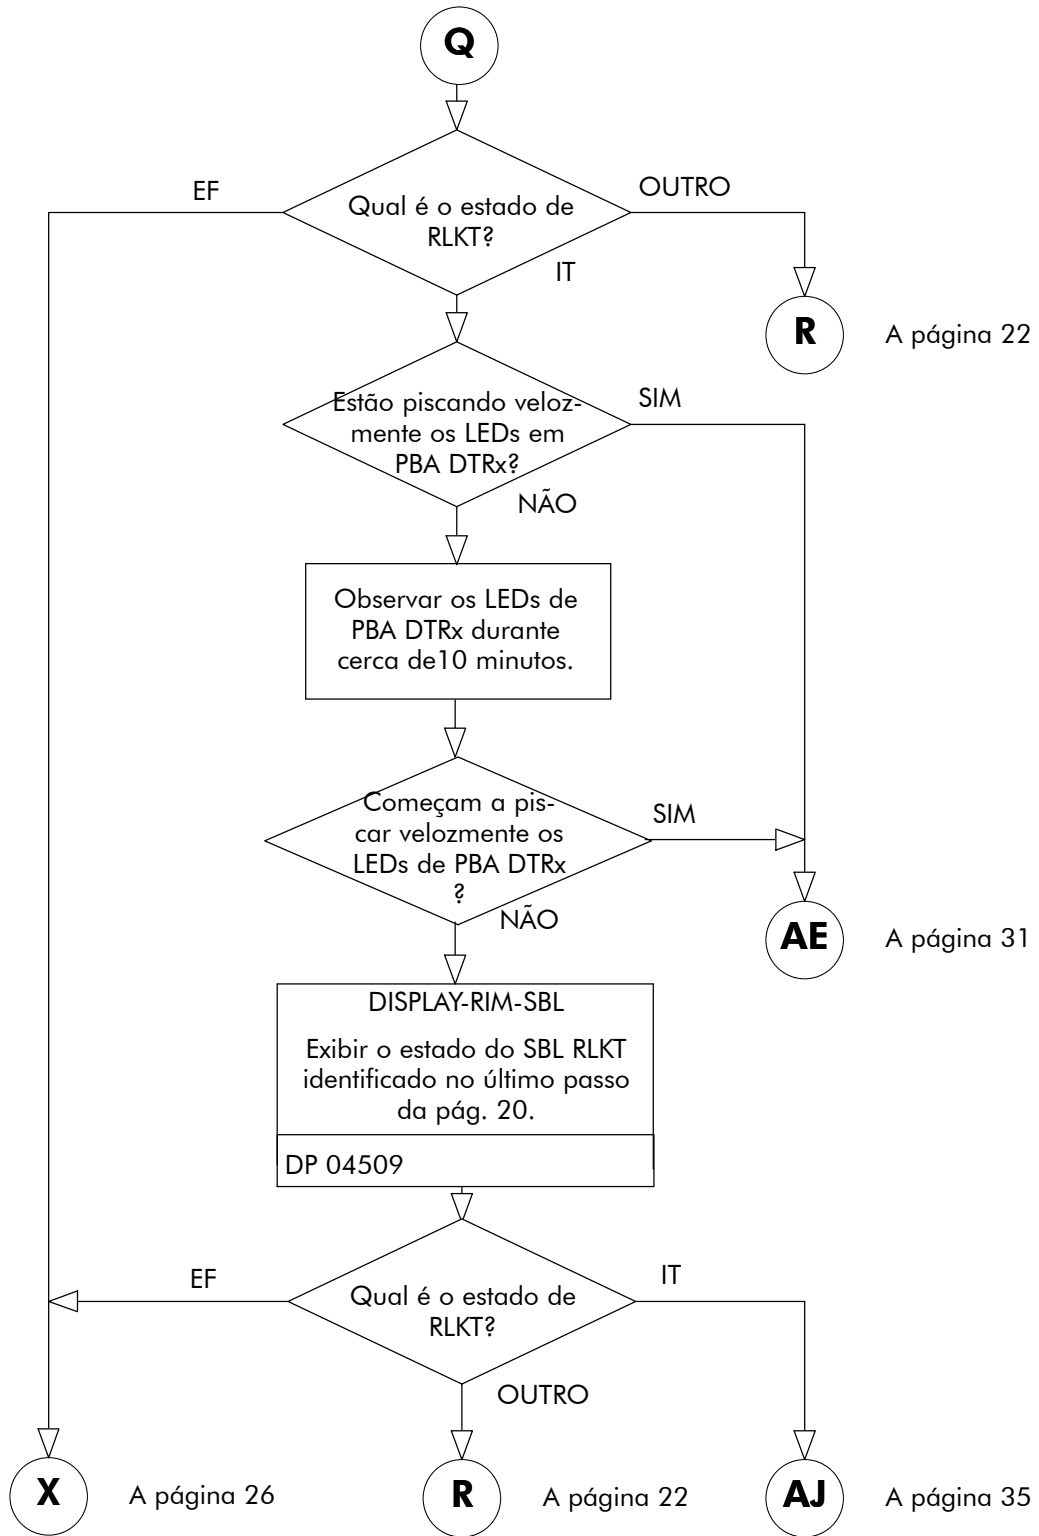 Q
EF
OUTRO
Qual é o estado de
RLKT?
IT
R
A página 22
Estão piscando veloz-
mente os LEDs em
PBA DTRx?
SIM
NÃO
Observar os LEDs de
PBA DTRx durante
cerca de10 minutos.
Começam a pis-
car velozmente os
LEDs de PBA DTRx
?
SIM
NÃO
AE
A página 31
DISPLAY-RIM-SBL
Exibir o estado do SBL RLKT
identificado no último passo
da pág. 20.
DP 04509
EF
IT
Qual é o estado de
RLKT?
OUTRO
X
A página 26
R
A página 22
AJ
A página 35